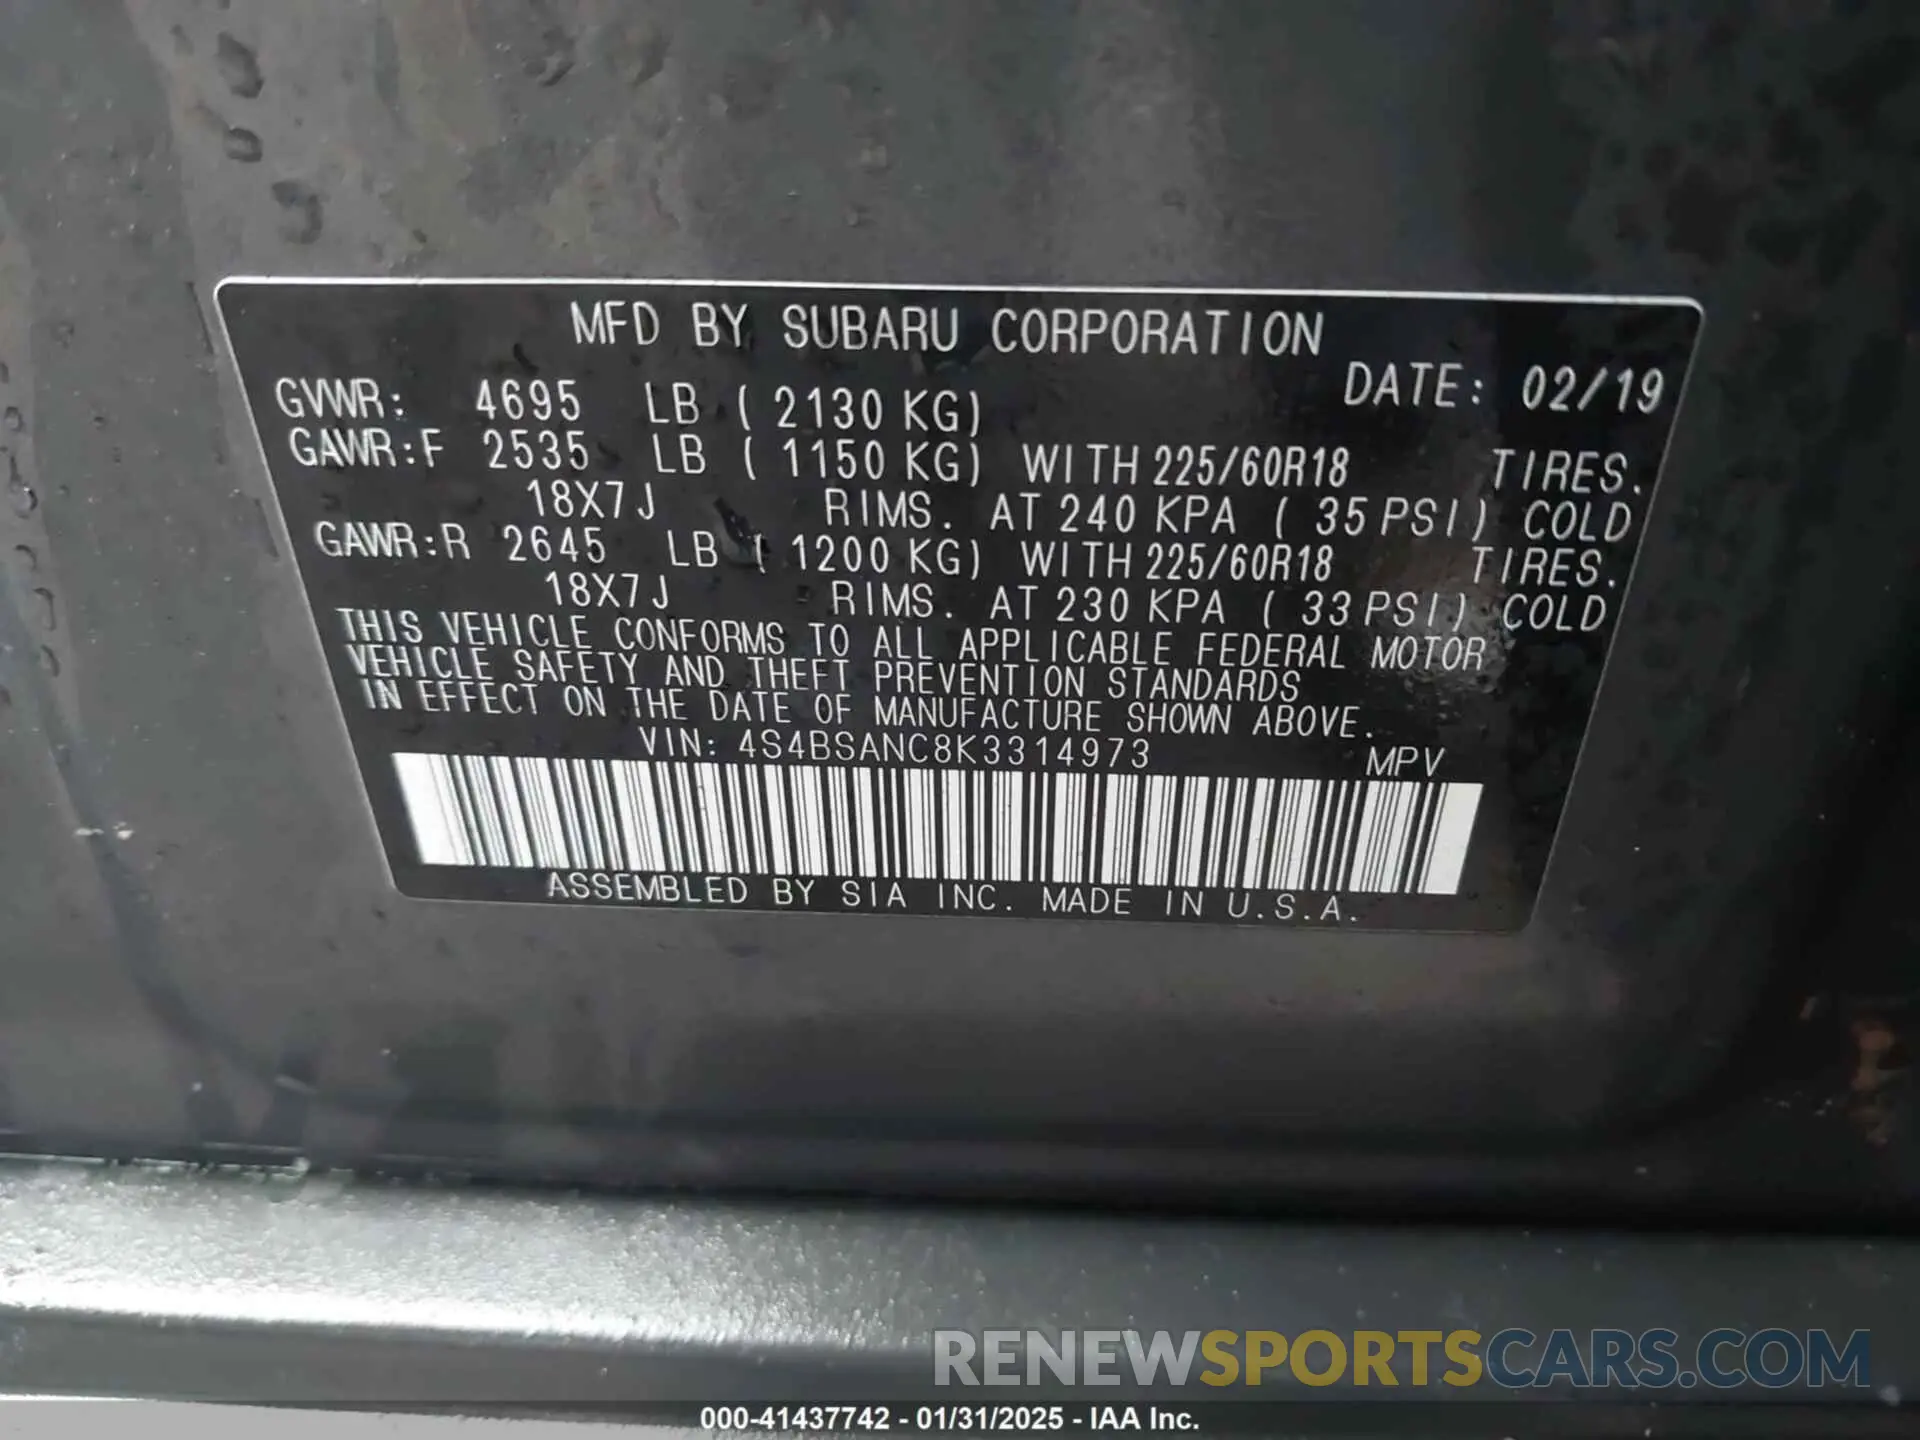 MFD BY SUBARU CORPORATION
DATE: 02/19
GVWR: 4695 LB ( 2130 KG)
GAWR:F 2535 LB ( 1150 KG) WITH 225/60R18 TIRES.
18X7J RIMS. AT 240 KPA ( 35 PSI) COLD
GAWR:R 2645 LB ( 1200 KG) WITH 225/60R18 TIRES.
18X7J RIMS. AT 230 KPA ( 33 PSI) COLD
THIS VEHICLE CONFORMS TO ALL APPLICABLE FEDERAL MOTOR
VEHICLE SAFETY AND THEFT PREVENTION STANDARDS
IN EFFECT ON THE DATE OF MANUFACTURE SHOWN ABOVE.
VIN: 4S4BSANC8K3314973 MPV
ASSEMBLED BY SIA INC. MADE IN U.S.A.
RENEWSPORTSCARS.COM
000-41437742 - 01/31/2025 - IAA Inc.